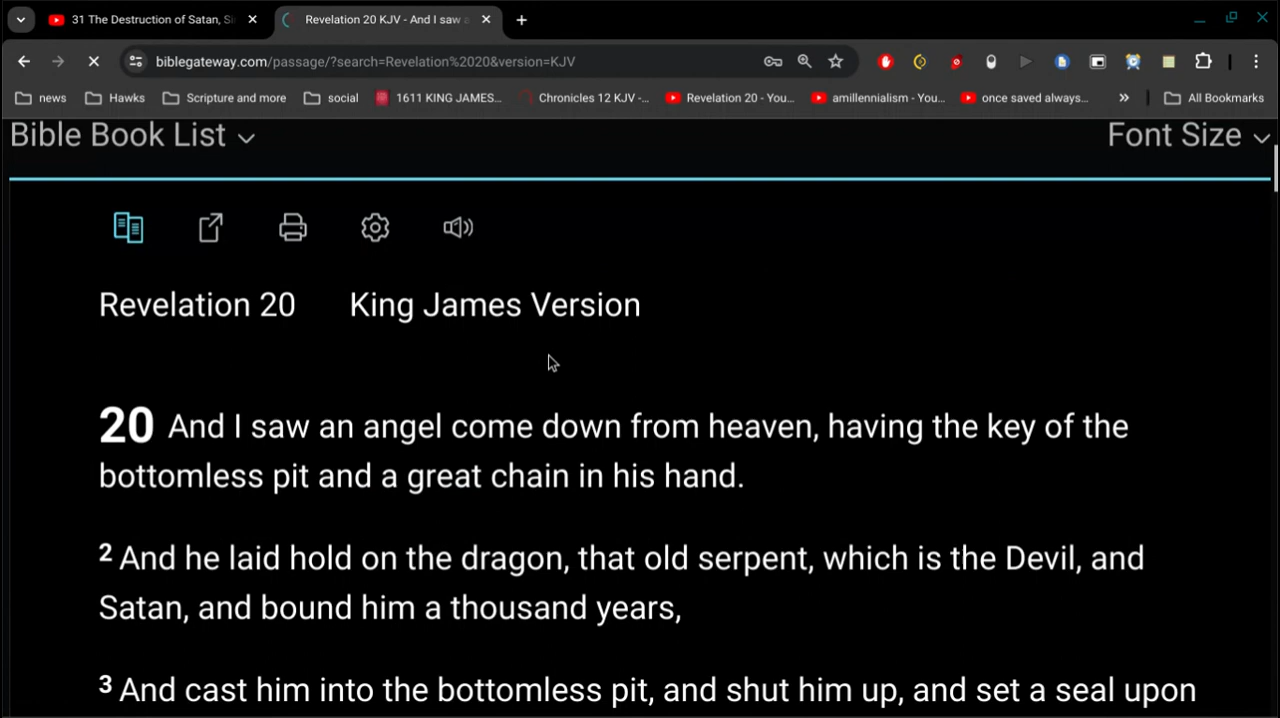 31 The Destruction of Satan, Si
Revelation 20 KJV - And I saw a
biblegateway.com/passage/?search=Revelation%2020&version=KJV
news Hawks Scripture and more social 1611 KING JAMES... Chronicles 12 KJV -... Revelation 20 - You... amillennialism - You... once saved always... » All Bookmarks
Bible Book List Font Size
Revelation 20 King James Version
20 And I saw an angel come down from heaven, having the key of the
bottomless pit and a great chain in his hand.
2 And he laid hold on the dragon, that old serpent, which is the Devil, and
Satan, and bound him a thousand years,
3 And cast him into the bottomless pit, and shut him up, and set a seal upon